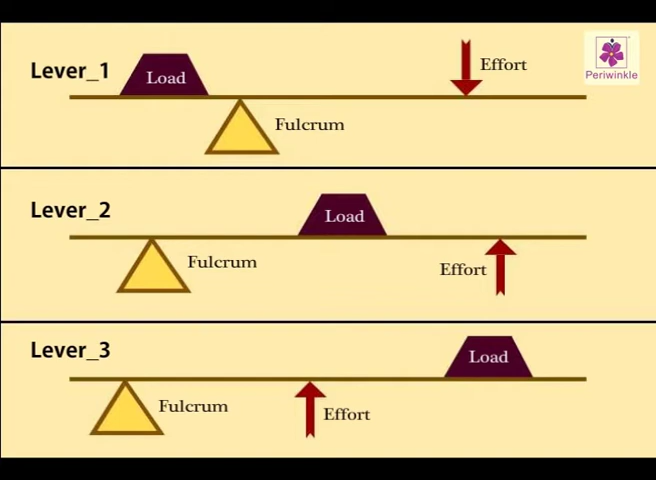 Lever_1
Load
Effort
Periwinkle
Fulcrum
Lever_2
Load
Fulcrum
Effort
Lever_3
Load
Fulcrum
Effort